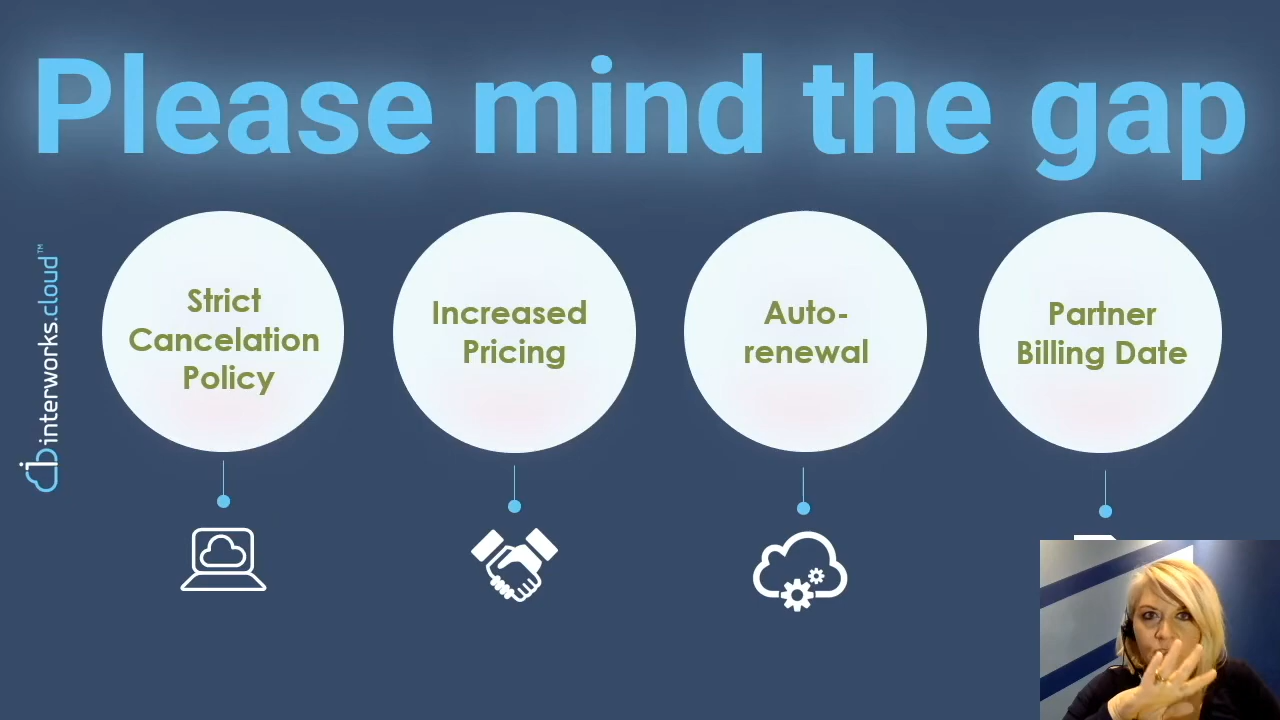 Please mind the gap
Strict
Cancelation
Policy
Increased
Pricing
Auto-
renewal
Partner
Billing Date
interworks.cloud™